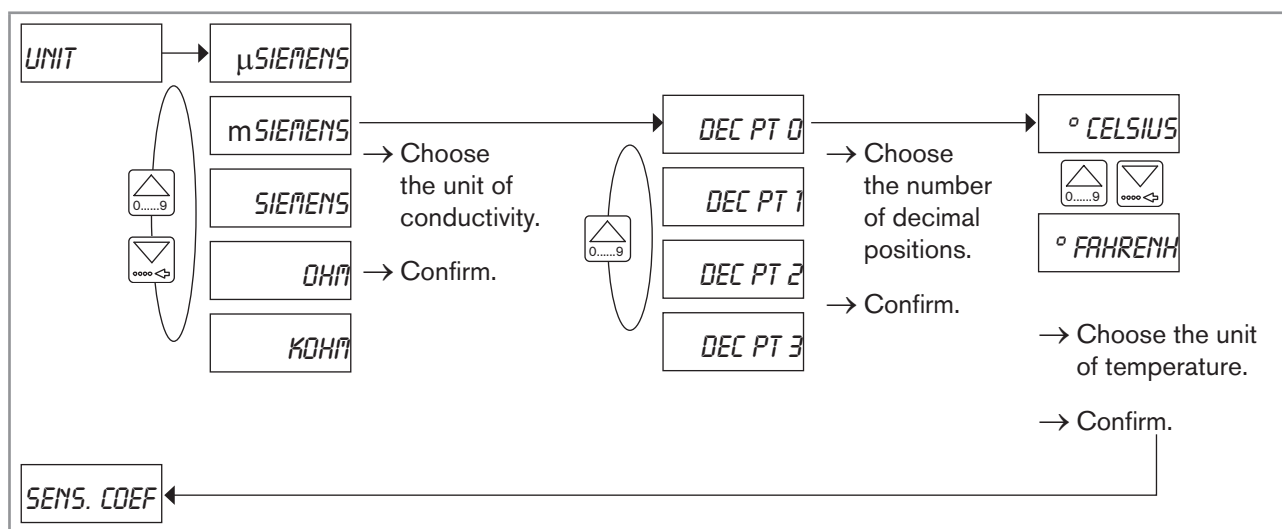 UNIT
µSIEMENS
mSIEMENS
SIEMENS
OHM
KOHM
0......9
→ Choose
the unit of
conductivity.
→ Confirm.
DEC PT 0
DEC PT 1
DEC PT 2
DEC PT 3
0......9
→ Choose
the number
of decimal
positions.
→ Confirm.
° CELSIUS
0......9
° FAHRENH
→ Choose the unit
of temperature.
→ Confirm.
SENS. COEF